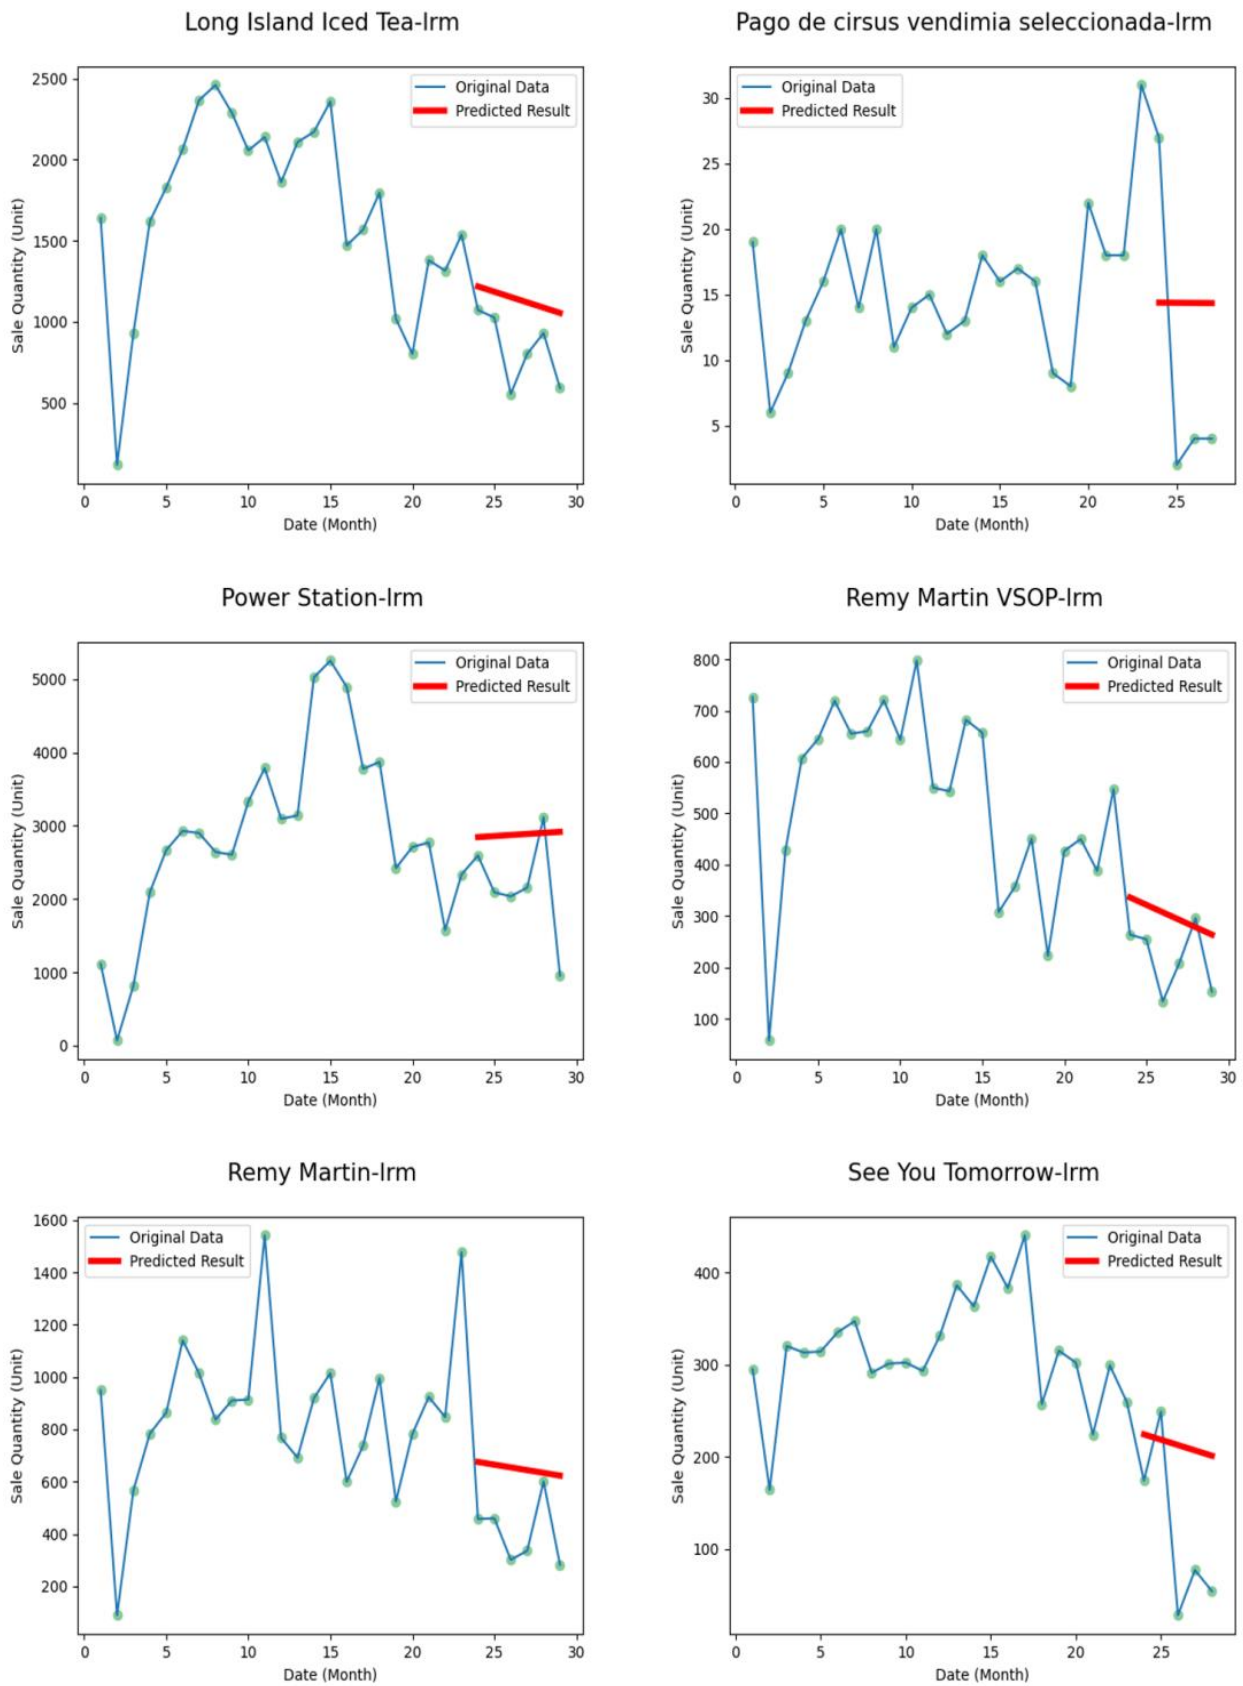 Long Island Iced Tea-lrm
Original Data
Predicted Result
2500
2000
1500
1000
500
Sale Quantity (Unit)
0 5 10 15 20 25 30
Date (Month)
Pago de cirsus vendimia seleccionada-lrm
Original Data
Predicted Result
30
25
20
15
10
5
Sale Quantity (Unit)
0 5 10 15 20 25
Date (Month)
Power Station-lrm
Original Data
Predicted Result
5000
4000
3000
2000
1000
0
Sale Quantity (Unit)
0 5 10 15 20 25 30
Date (Month)
Remy Martin VSOP-lrm
Original Data
Predicted Result
800
700
600
500
400
300
200
100
Sale Quantity (Unit)
0 5 10 15 20 25 30
Date (Month)
Remy Martin-lrm
Original Data
Predicted Result
1600
1400
1200
1000
800
600
400
200
Sale Quantity (Unit)
0 5 10 15 20 25 30
Date (Month)
See You Tomorrow-lrm
Original Data
Predicted Result
400
300
200
100
Sale Quantity (Unit)
0 5 10 15 20 25
Date (Month)